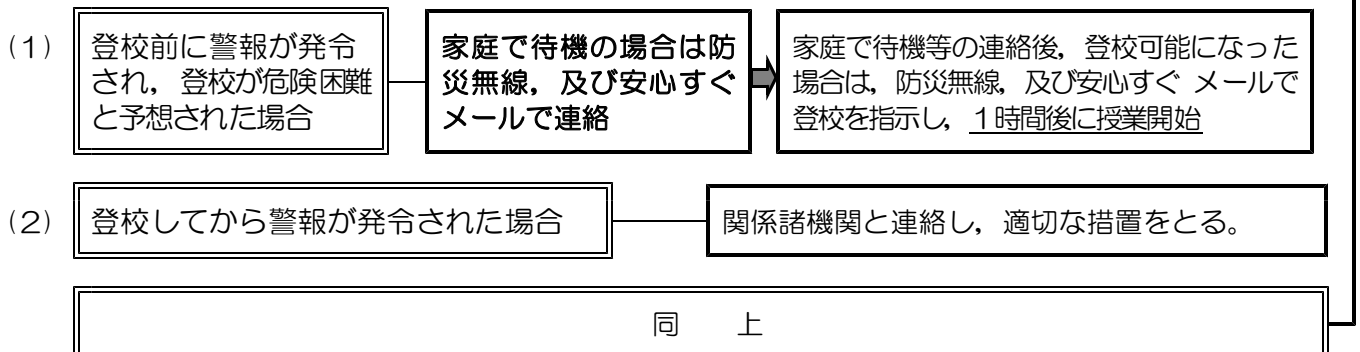 (1)
登校前に警報が発令
され，登校が危険困難
と予想された場合
家庭で待機の場合は防
災無線，及び安心すぐ
メールで連絡
家庭で待機等の連絡後，登校可能になった
場合は，防災無線，及び安心すぐ メールで
登校を指示し，１時間後に授業開始
(2)
登校してから警報が発令された場合
関係諸機関と連絡し，適切な措置をとる。
同　上